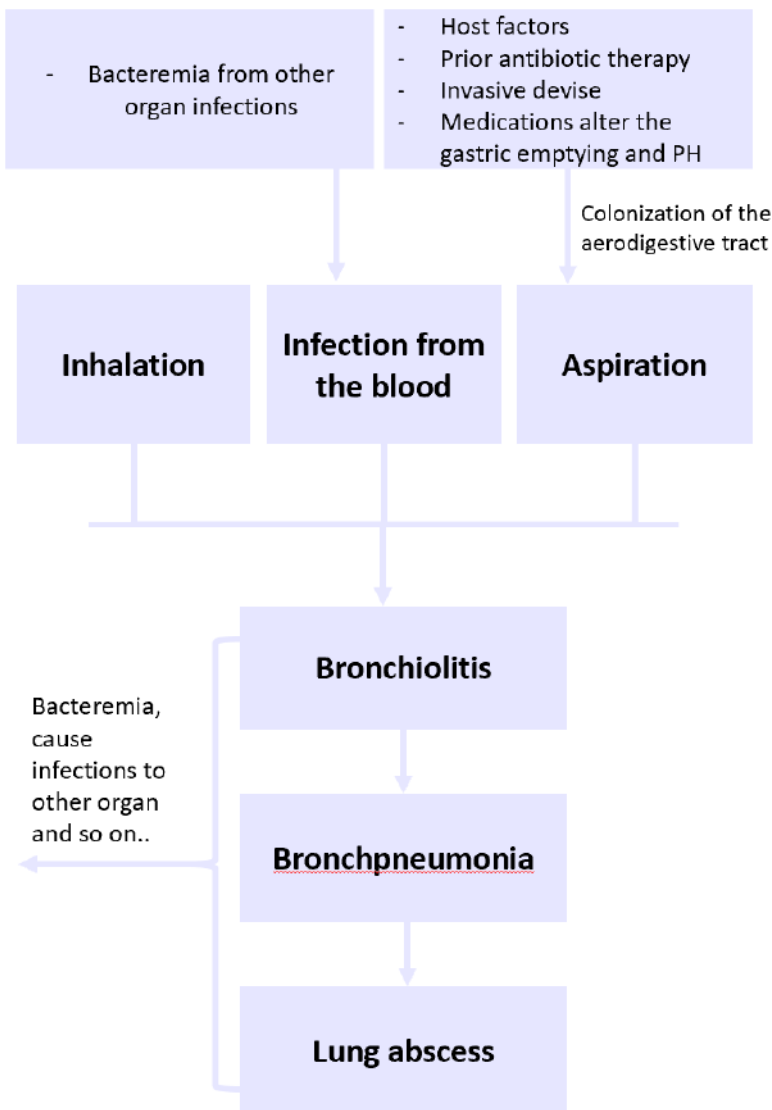 - Bacteremia from other
organ infections
- Host factors
- Prior antibiotic therapy
- Invasive devise
- Medications alter the
gastric emptying and PH
Colonization of the
aerodigestive tract
Inhalation
Infection from
the blood
Aspiration
Bronchiolitis
Bacteremia,
cause
infections to
other organ
and so on..
Bronchpneumonia
Lung abscess